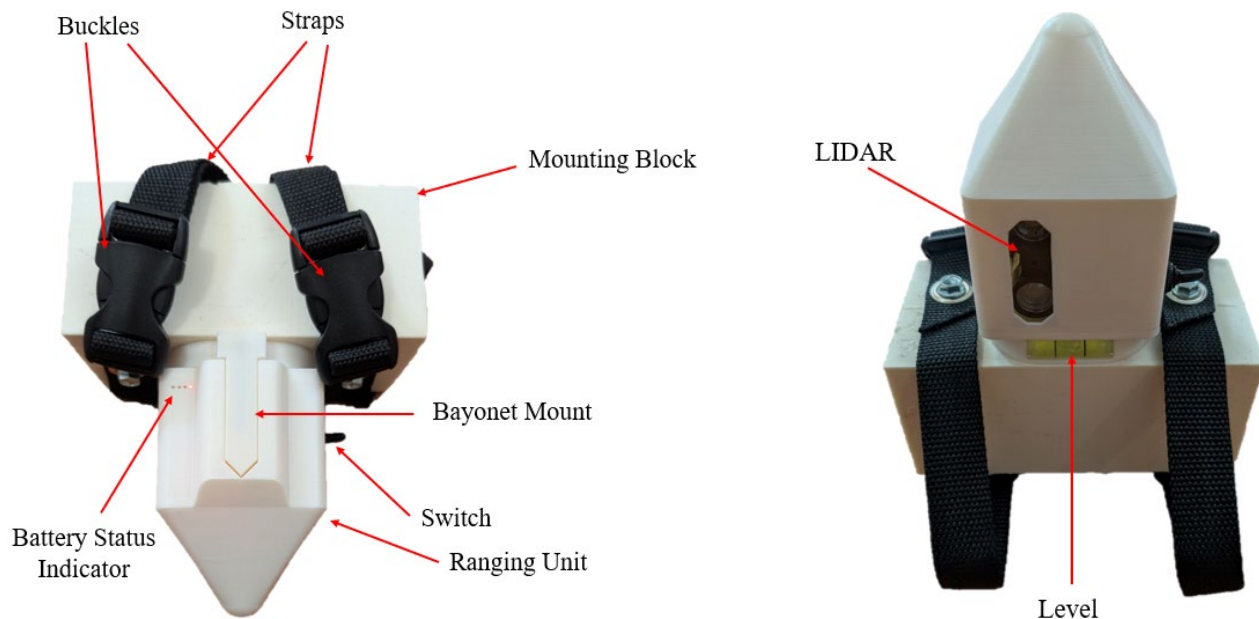 Buckles
Straps
Mounting Block
LIDAR
Bayonet Mount
Switch
Battery Status
Indicator
Ranging Unit
Level